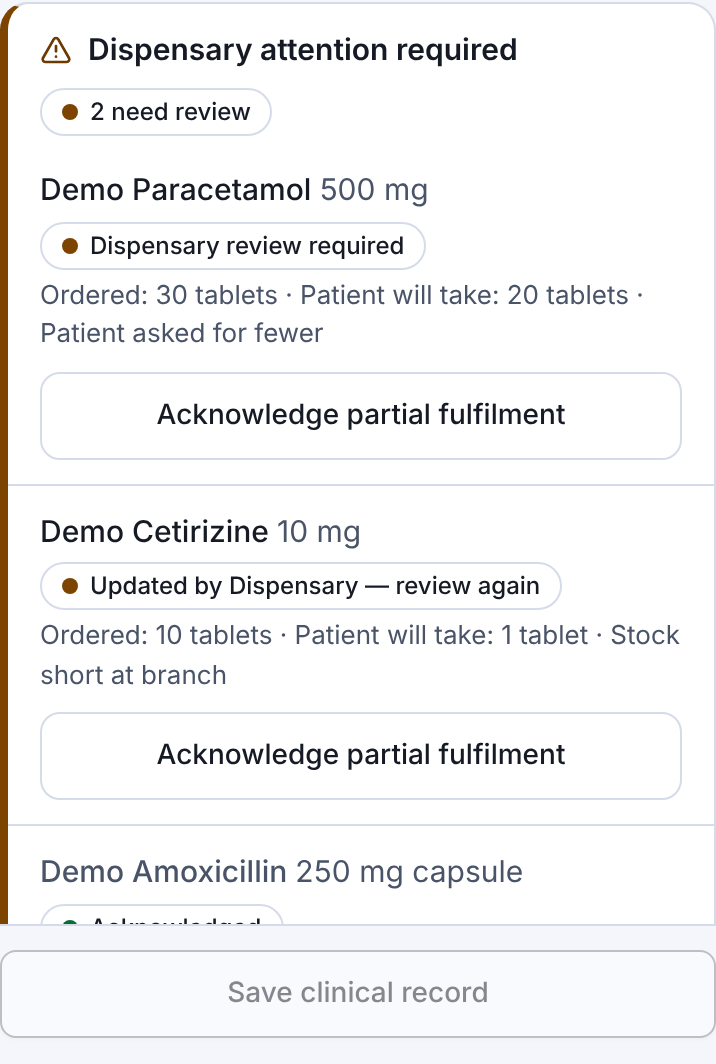 Dispensary attention required
2 need review
Demo Paracetamol 500 mg
Dispensary review required
Ordered: 30 tablets · Patient will take: 20 tablets ·
Patient asked for fewer
Acknowledge partial fulfilment
Demo Cetirizine 10 mg
Updated by Dispensary — review again
Ordered: 10 tablets · Patient will take: 1 tablet · Stock
short at branch
Acknowledge partial fulfilment
Demo Amoxicillin 250 mg capsule
Acknowledged
Save clinical record